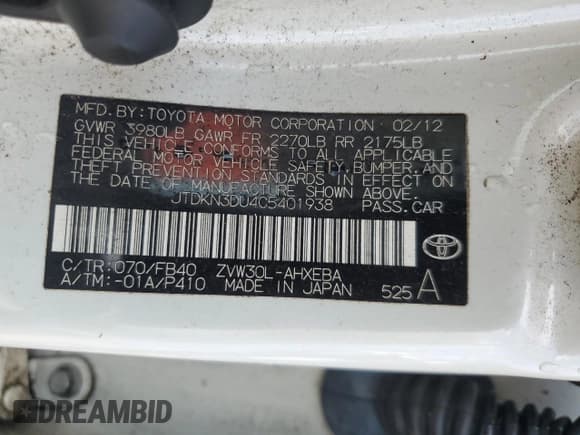 MFD. BY: TOYOTA MOTOR CORPORATION 02/12
GVWR 3980LB GAWR FR 2270LB RR 2175LB
THIS VEHICLE CONFORMS TO ALL APPLICABLE
FEDERAL MOTOR VEHICLE SAFETY, BUMPER, AND
THEFT PREVENTION STANDARDS IN EFFECT ON
THE DATE OF MANUFACTURE SHOWN ABOVE.
JTDKN3DU4C5401938 PASS.CAR
C/TR: 070/FB40 ZVW30L-AHXEBA
A/TM: -01A/P410 MADE IN JAPAN 525 A
DREAMBID